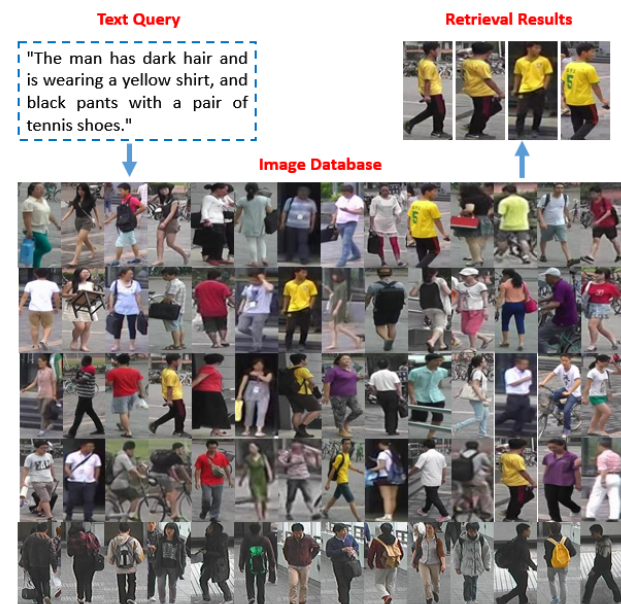 Text Query
Retrieval Results
"The man has dark hair and
is wearing a yellow shirt, and
black pants with a pair of
tennis shoes."
Image Database